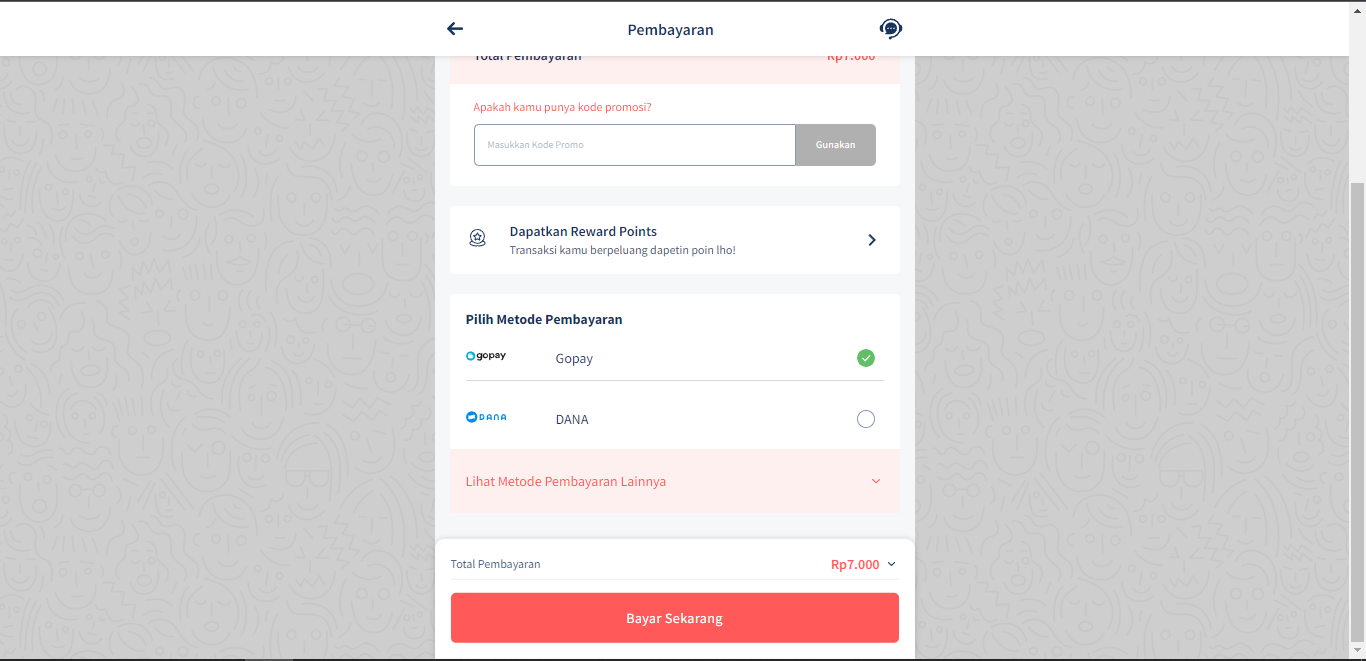 Pembayaran
Total Pembayaran Rp7.000
Apakah kamu punya kode promosi?
Masukkan Kode Promo Gunakan
Dapatkan Reward Points
Transaksi kamu berpeluang dapetin poin lho!
Pilih Metode Pembayaran
gopay Gopay
DANA DANA
Lihat Metode Pembayaran Lainnya
Total Pembayaran Rp7.000
Bayar Sekarang